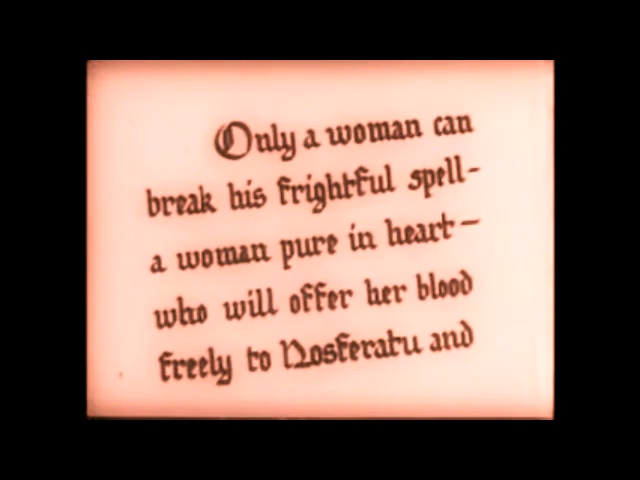 Only a woman can
break his frightful spell-
a woman pure in heart—
who will offer her blood
freely to Nosferatu and